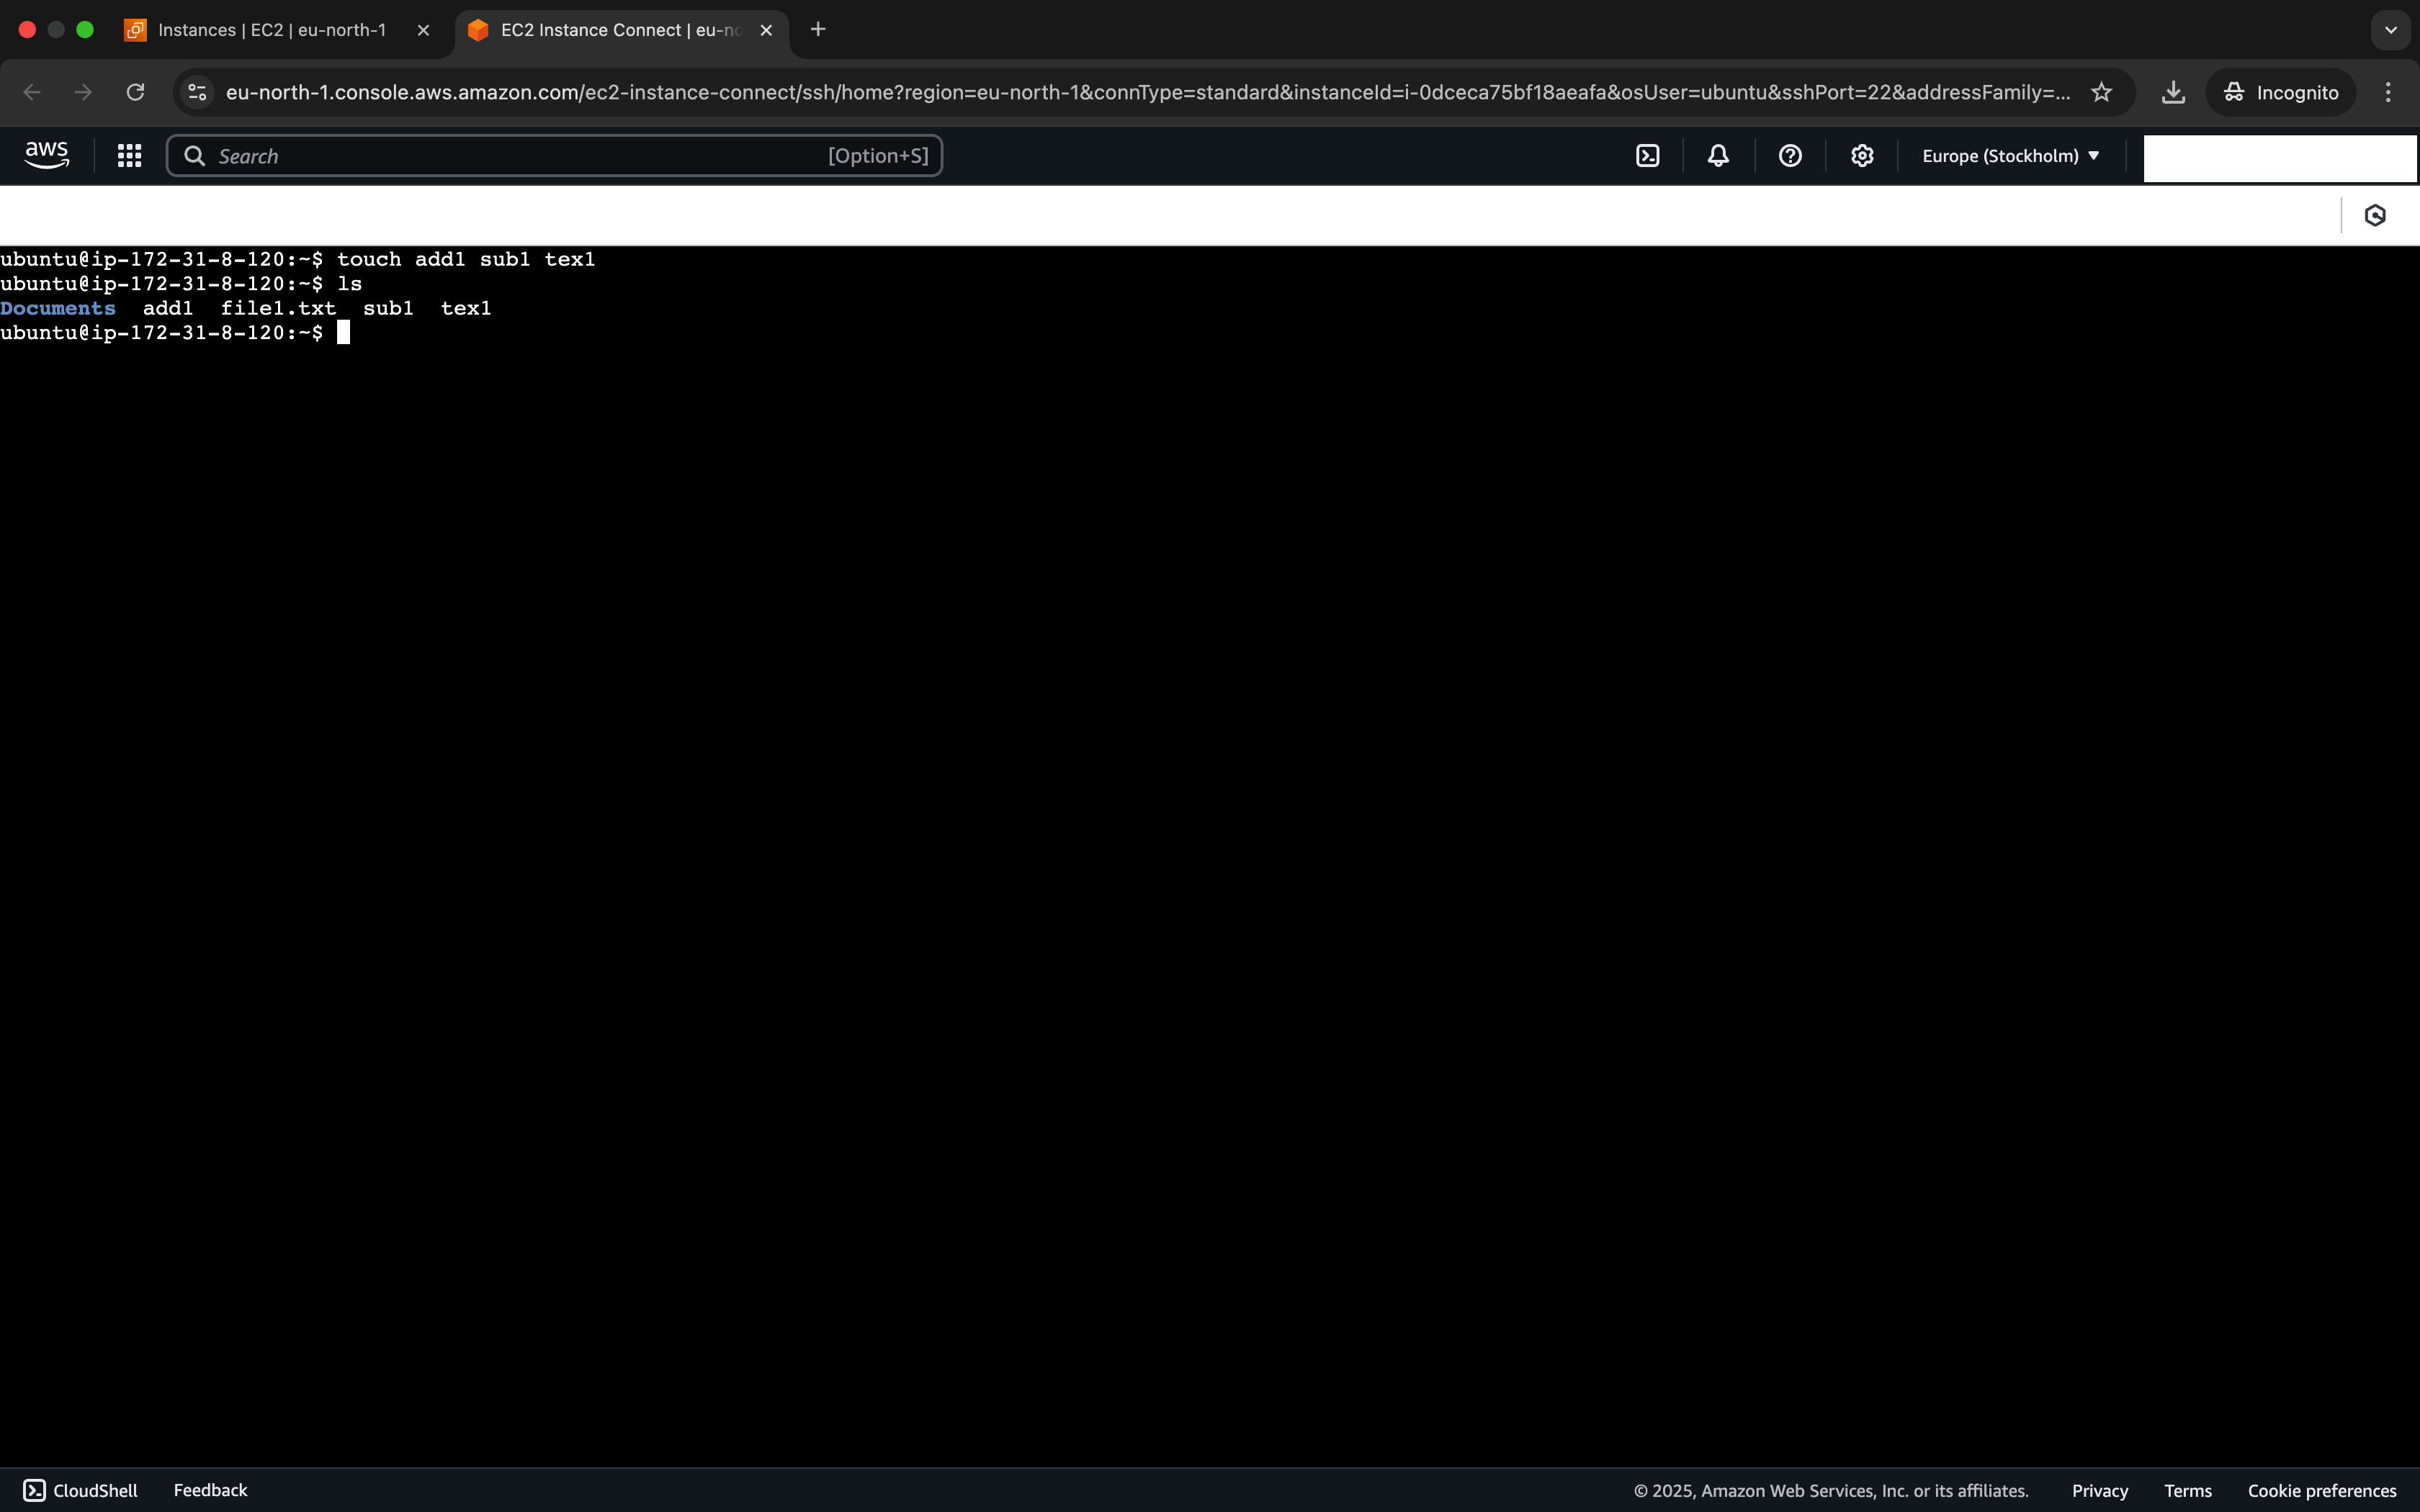 Instances | EC2 | eu-north-1
EC2 Instance Connect | eu-no
eu-north-1.console.aws.amazon.com/ec2-instance-connect/ssh/home?region=eu-north-1&connType=standard&instanceId=i-0dceca75bf18aeafa&osUser=ubuntu&sshPort=22&addressFamily=...
Incognito
aws
Search
[Option+S]
Europe (Stockholm)
ubuntu@ip-172-31-8-120:~$ touch add1 sub1 tex1
ubuntu@ip-172-31-8-120:~$ ls
Documents  add1  file1.txt  sub1  tex1
ubuntu@ip-172-31-8-120:~$
CloudShell
Feedback
© 2025, Amazon Web Services, Inc. or its affiliates.
Privacy
Terms
Cookie preferences